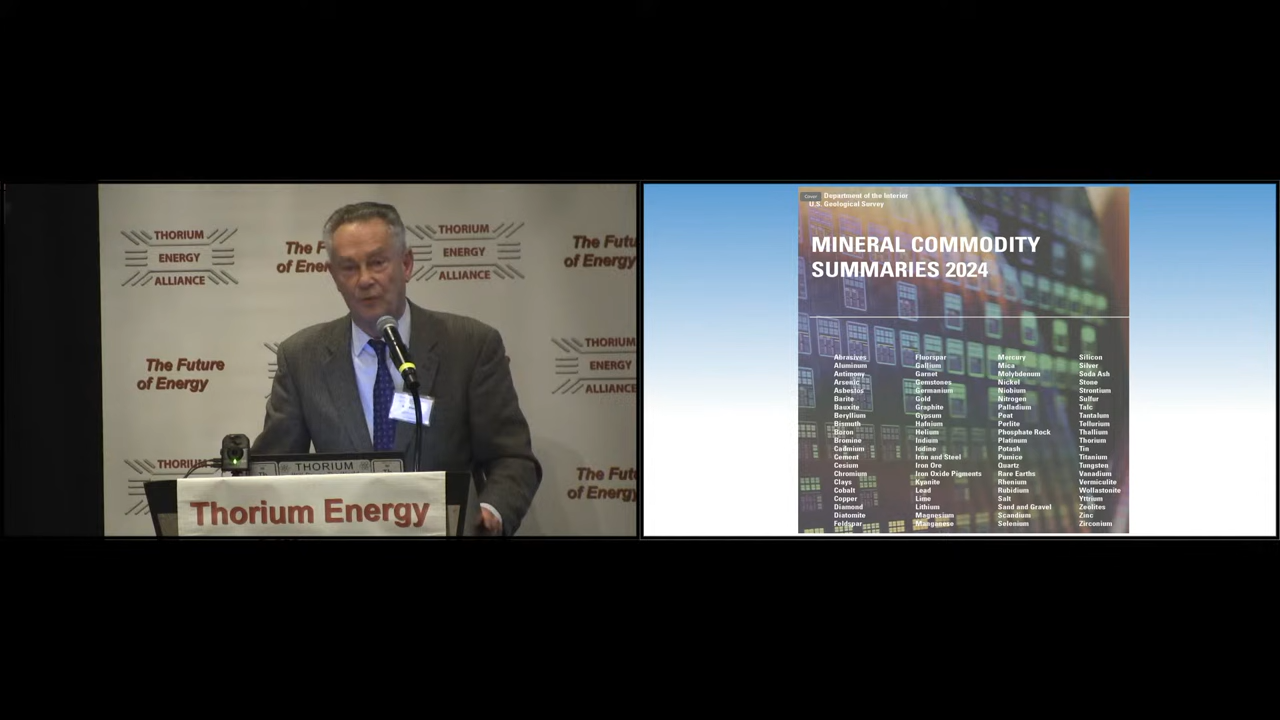 THORIUM
ENERGY
ALLIANCE
The F
of Ener
THORIUM
ENERGY
ALLIANCE
The Futu
of Energy
The Future
of Energy
THORIUM
ENERGY
ALLIANCE
THORIUM
The Fut
of Energy
THORIUM
Thorium Energy
Cover
Department of the Interior
U.S. Geological Survey
MINERAL COMMODITY
SUMMARIES 2024
Abrasives
Aluminum
Antimony
Arsenic
Asbestos
Barite
Bauxite
Beryllium
Bismuth
Boron
Bromine
Cadmium
Cement
Cesium
Chromium
Clays
Cobalt
Copper
Diamond
Diatomite
Feldspar
Fluorspar
Gallium
Garnet
Gemstones
Germanium
Gold
Graphite
Gypsum
Hafnium
Helium
Indium
Iodine
Iron and Steel
Iron Ore
Iron Oxide Pigments
Kyanite
Lead
Lime
Lithium
Magnesium
Manganese
Mercury
Mica
Molybdenum
Nickel
Niobium
Nitrogen
Palladium
Peat
Perlite
Phosphate Rock
Platinum
Potash
Pumice
Quartz
Rare Earths
Rhenium
Rubidium
Salt
Sand and Gravel
Scandium
Selenium
Silicon
Silver
Soda Ash
Stone
Strontium
Sulfur
Talc
Tantalum
Tellurium
Thallium
Thorium
Tin
Titanium
Tungsten
Vanadium
Vermiculite
Wollastonite
Yttrium
Zeolites
Zinc
Zirconium